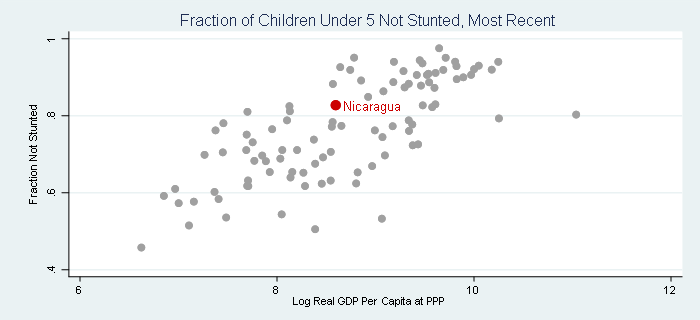 Fraction of Children Under 5 Not Stunted, Most Recent
1
.8
.6
.4
Fraction Not Stunted
Nicaragua
6
8
10
12
Log Real GDP Per Capita at PPP